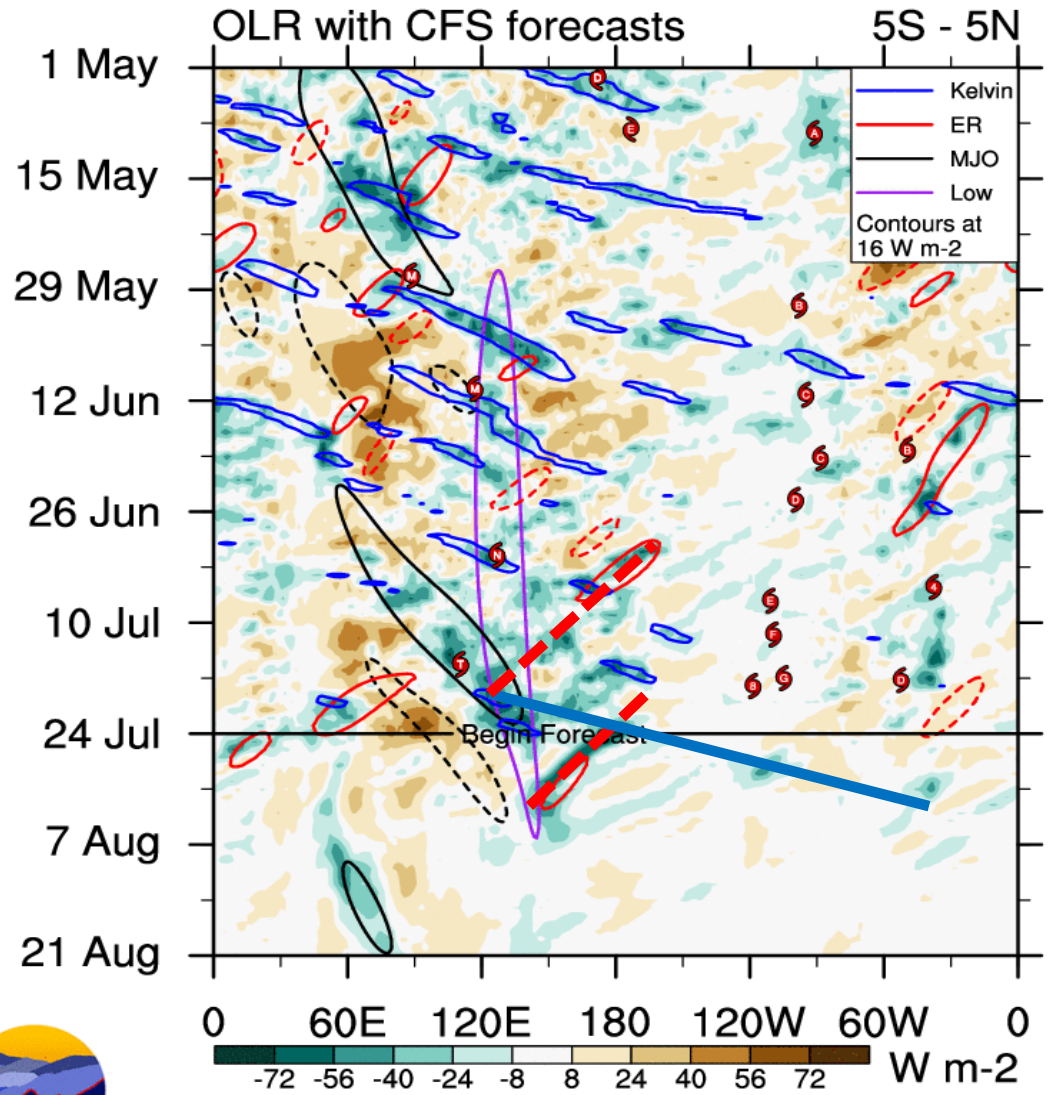 OLR with CFS forecasts 5S - 5N
1 May
Kelvin
ER
MJO
Low
Contours at
16 W m-2
15 May
29 May
12 Jun
26 Jun
10 Jul
24 Jul
7 Aug
21 Aug
D
E
A
M
B
M
C
B
C
D
N
4
E
F
T
8
G
D
Begin Forecast
0 60E 120E 180 120W 60W 0
-72 -56 -40 -24 -8 8 24 40 56 72
W m-2